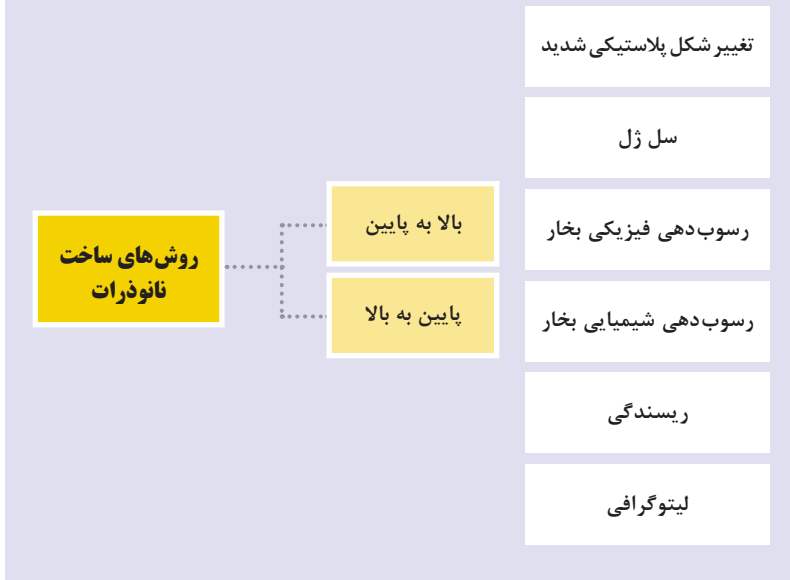 روش‌های ساخت
نانوذرات
بالا به پایین
پایین به بالا
تغییر شکل پلاستیکی شدید
سل ژل
رسوب‌دهی فیزیکی بخار
رسوب‌دهی شیمیایی بخار
ریسندگی
لیتوگرافی